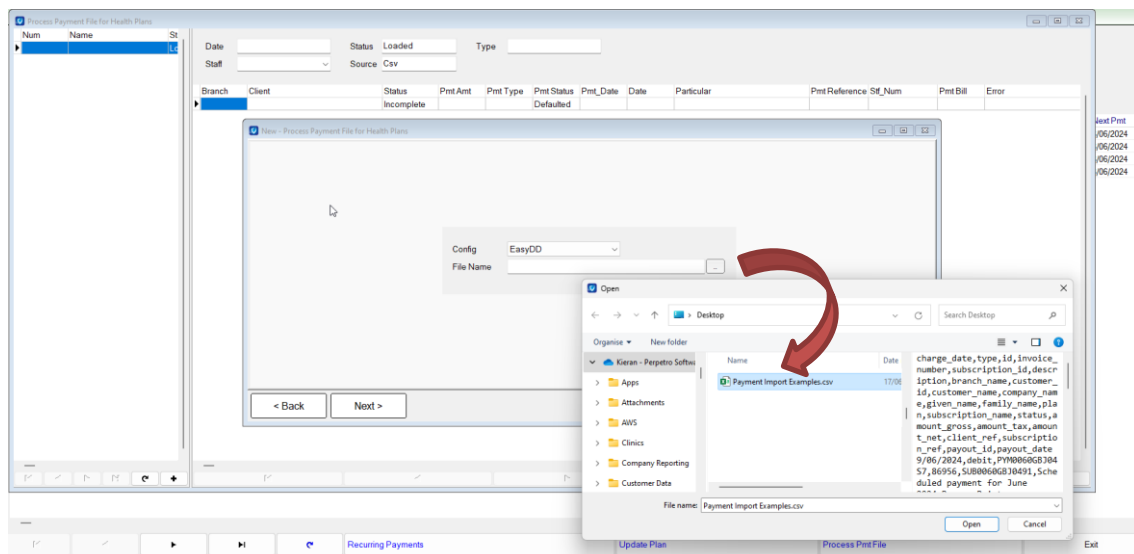 Process Payment File for Health Plans
Num Name St
Lo
Date Status Loaded Type
Staff Source Csv
Branch Client Status Pmt Amt Pmt Type Pmt Status Pmt_Date Date Particular Pmt Reference Stf_Num Pmt Bill Error
Incomplete Defaulted
Next Pmt
/06/2024
/06/2024
/06/2024
/06/2024
New - Process Payment File for Health Plans
Config EasyDD
File Name ...
< Back Next >
Open
Desktop
Search Desktop
Organise New folder
Kieran - Perpetro Softwa
Apps
Attachments
AWS
Clinics
Company Reporting
Customer Data
Name Date
Payment Import Examples.csv 17/06
charge_date,type,id,invoice_
number,subscription_id,descr
iption,branch_name,customer_
id,customer_name,company_nam
e,given_name,family_name,pla
n,subscription_name,status,a
mount_gross,amount_tax,amoun
t_net,client_ref,subscriptio
n_ref,payout_id,payout_date
9/06/2024,debit,PYM0060GBJ04
S7,86956,SUB0060GBJ0491,Sche
duled payment for June
File name: Payment Import Examples.csv
Open Cancel
Recurring Payments Update Plan Process Pmt File Exit